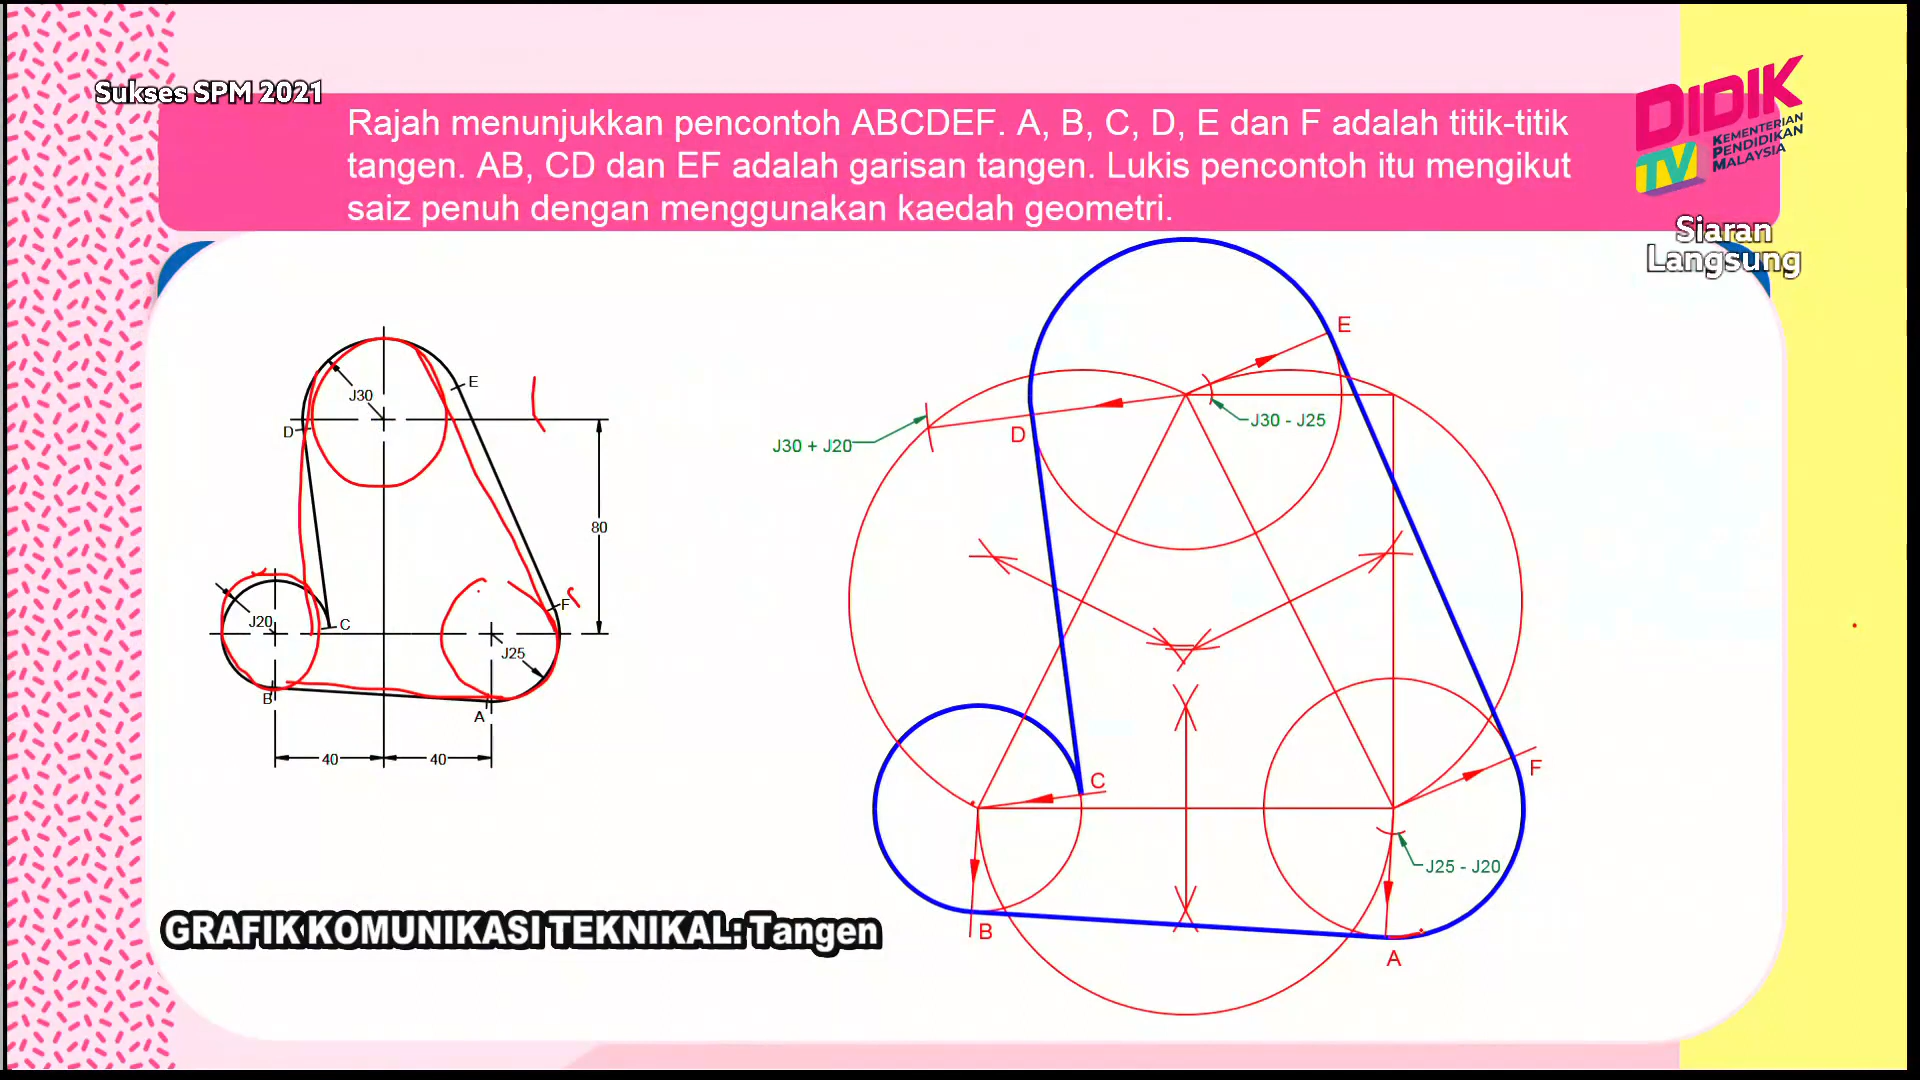 Sukses SPM 2021
Rajah menunjukkan pencontoh ABCDEF. A, B, C, D, E dan F adalah titik-titik
tangen. AB, CD dan EF adalah garisan tangen. Lukis pencontoh itu mengikut
saiz penuh dengan menggunakan kaedah geometri.
DIDIK
TV
KEMENTERIAN
PENDIDIKAN
MALAYSIA
Siaran
Langsung
J30
E
D
80
J20
C
F
J25
B
A
40
40
E
J30 + J20
D
J30 - J25
C
F
J25 - J20
B
A
GRAFIK KOMUNIKASI TEKNIKAL: Tangen